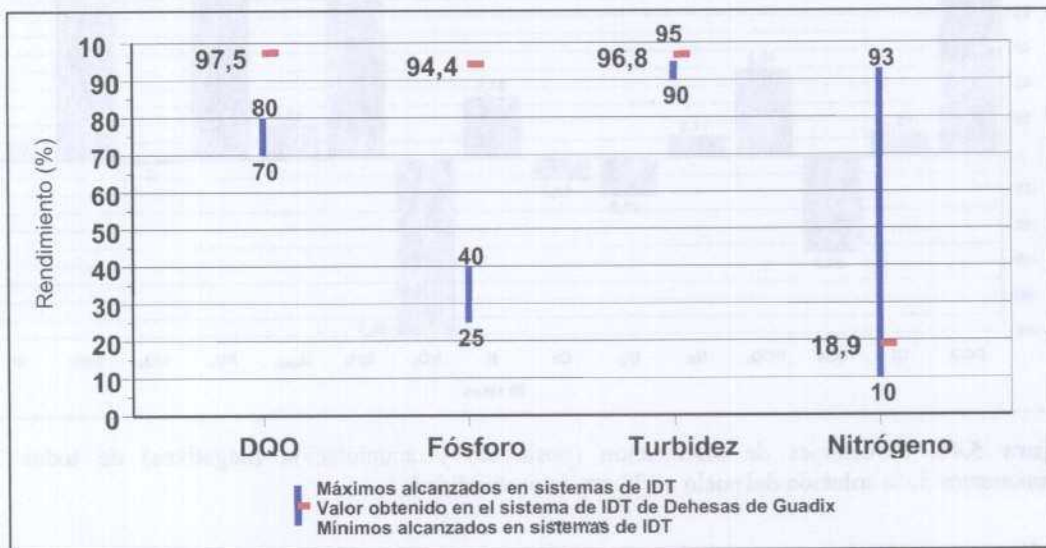 10
90
80
70
60
50
40
30
20
10
0
Rendimiento (%)
97,5
80
70
94,4
40
25
95
96,8
90
93
18,9
10
DQO
Fósforo
Turbidez
Nitrógeno
Máximos alcanzados en sistemas de IDT
Valor obtenido en el sistema de IDT de Dehesas de Guadix
Mínimos alcanzados en sistemas de IDT